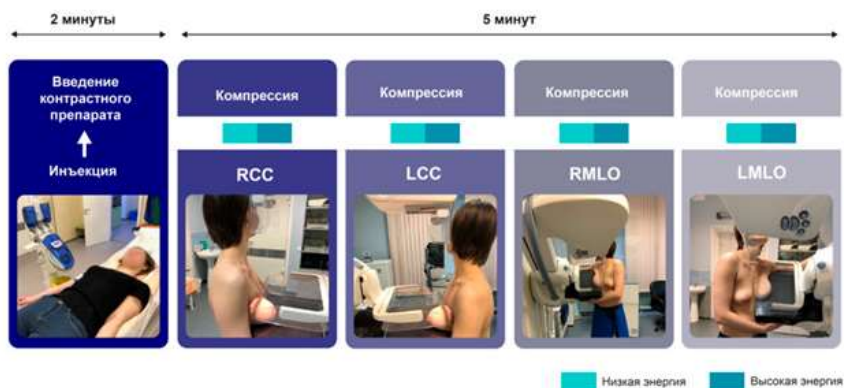 2 минуты
5 минут
Введение
контрастного
препарата
Инъекция
Компрессия
RCC
Компрессия
LCC
Компрессия
RMLO
Компрессия
LMLO
Низкая энергия
Высокая энергия